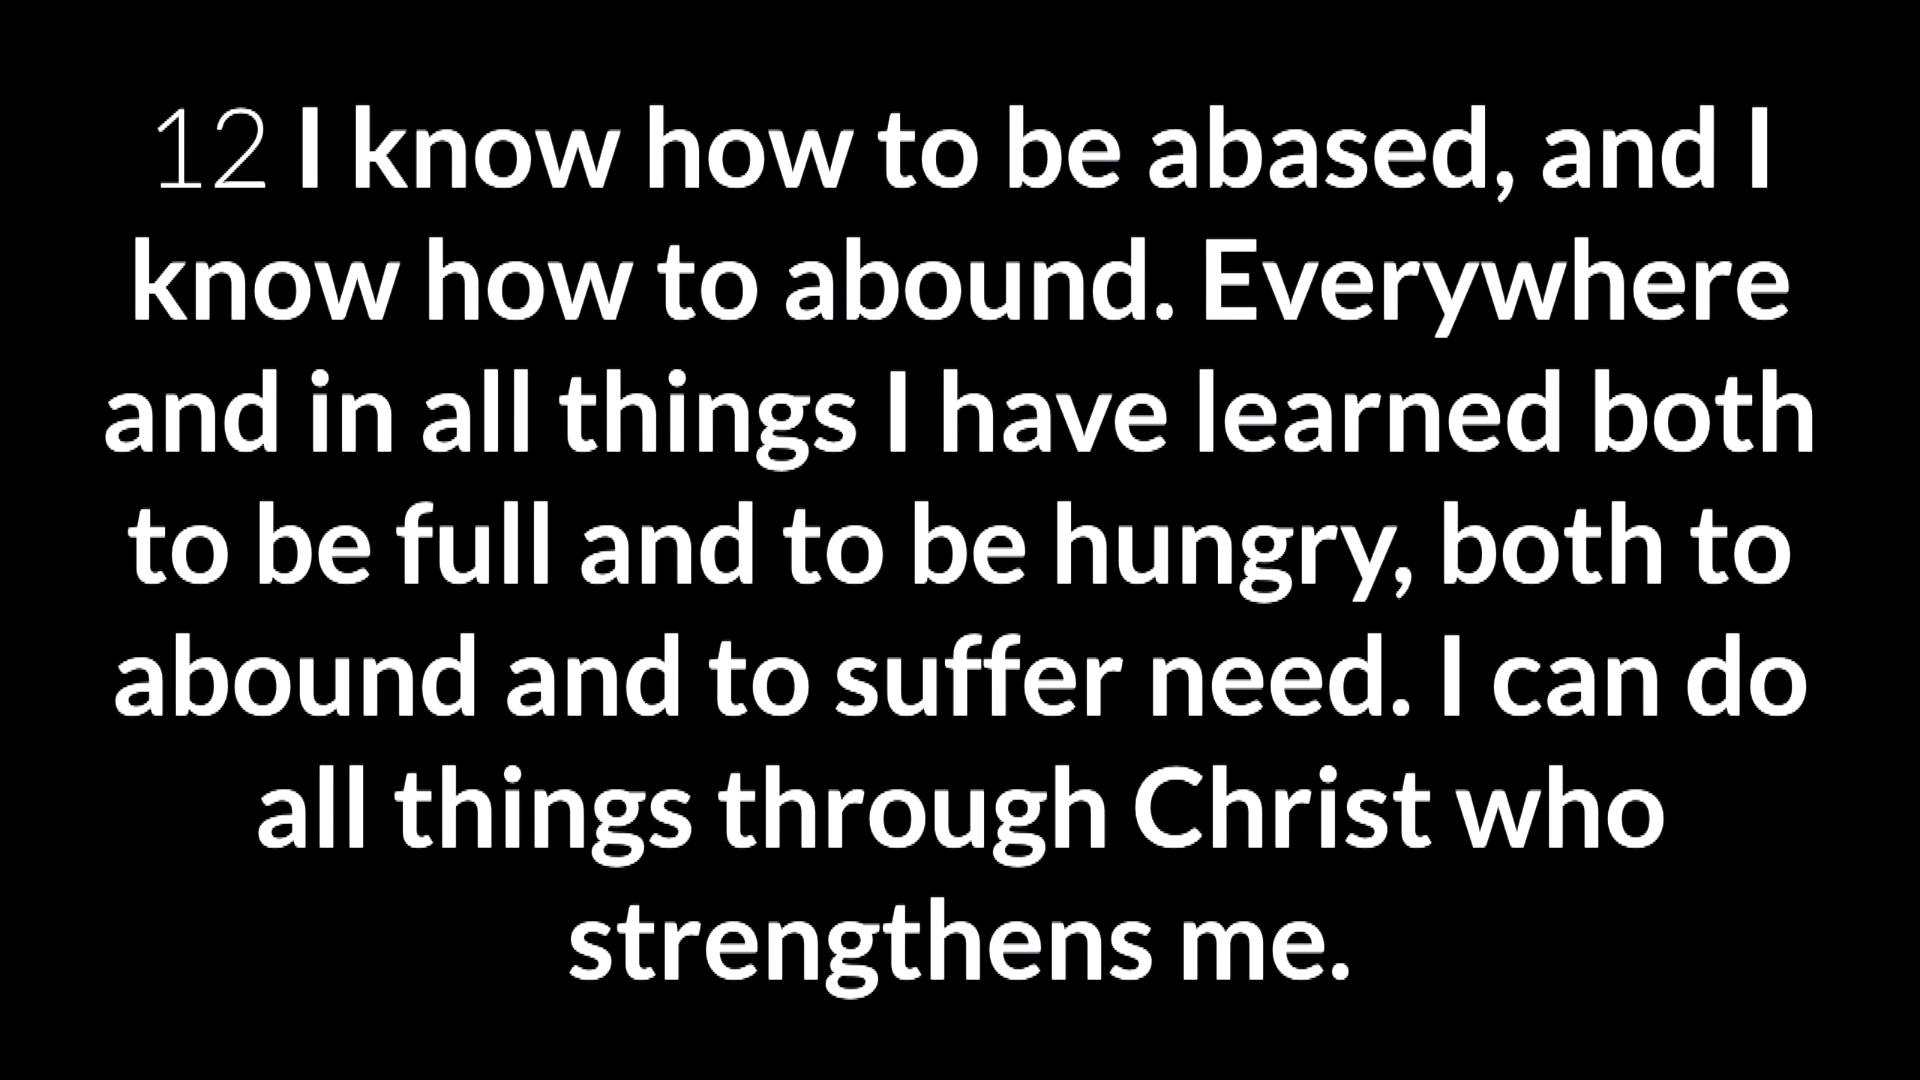 12 I know how to be abased, and I
know how to abound. Everywhere
and in all things I have learned both
to be full and to be hungry, both to
abound and to suffer need. I can do
all things through Christ who
strengthens me.